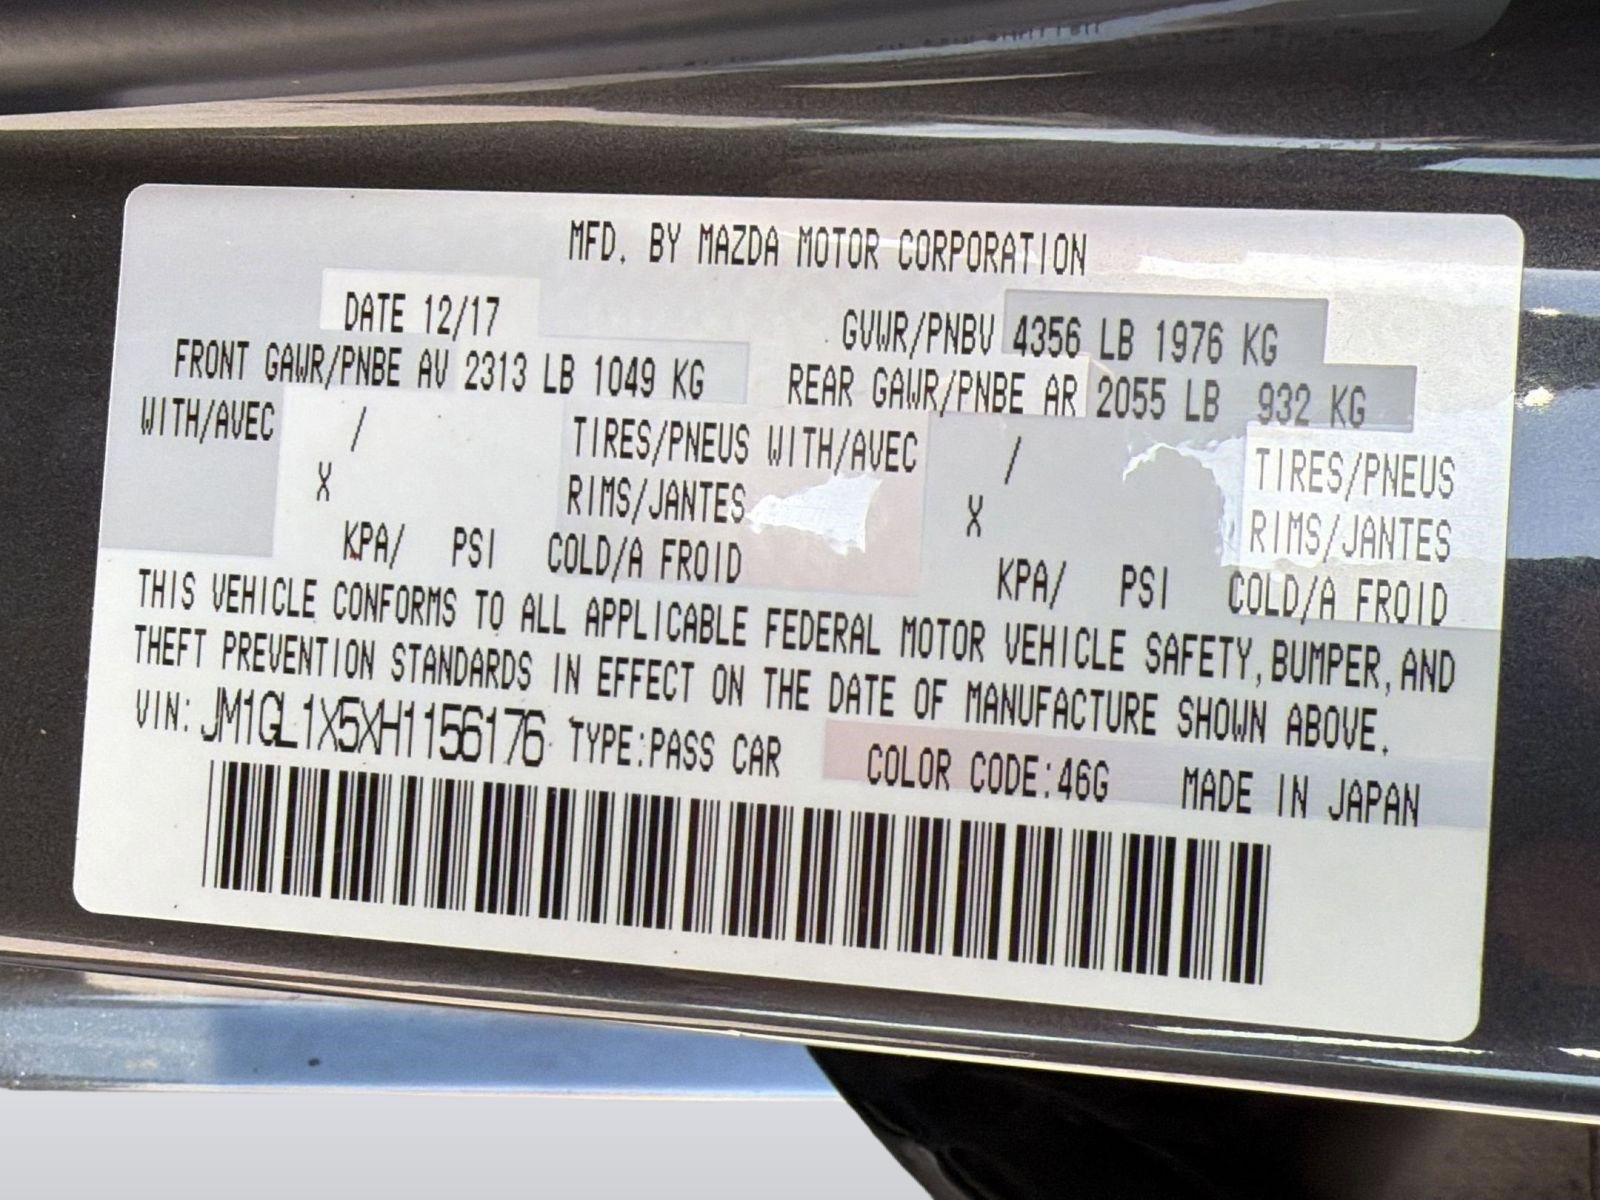 MFD. BY MAZDA MOTOR CORPORATION
DATE 12/17 GVWR/PNBV 4356 LB 1976 KG
FRONT GAWR/PNBE AV 2313 LB 1049 KG REAR GAWR/PNBE AR 2055 LB 932 KG
WITH/AVEC / TIRES/PNEUS WITH/AVEC / TIRES/PNEUS
X RIMS/JANTES X RIMS/JANTES
KPA/ PSI COLD/A FROID KPA/ PSI COLD/A FROID
THIS VEHICLE CONFORMS TO ALL APPLICABLE FEDERAL MOTOR VEHICLE SAFETY, BUMPER, AND
THEFT PREVENTION STANDARDS IN EFFECT ON THE DATE OF MANUFACTURE SHOWN ABOVE.
VIN: JM1GL1X5XH1156176 TYPE:PASS CAR COLOR CODE:46G MADE IN JAPAN